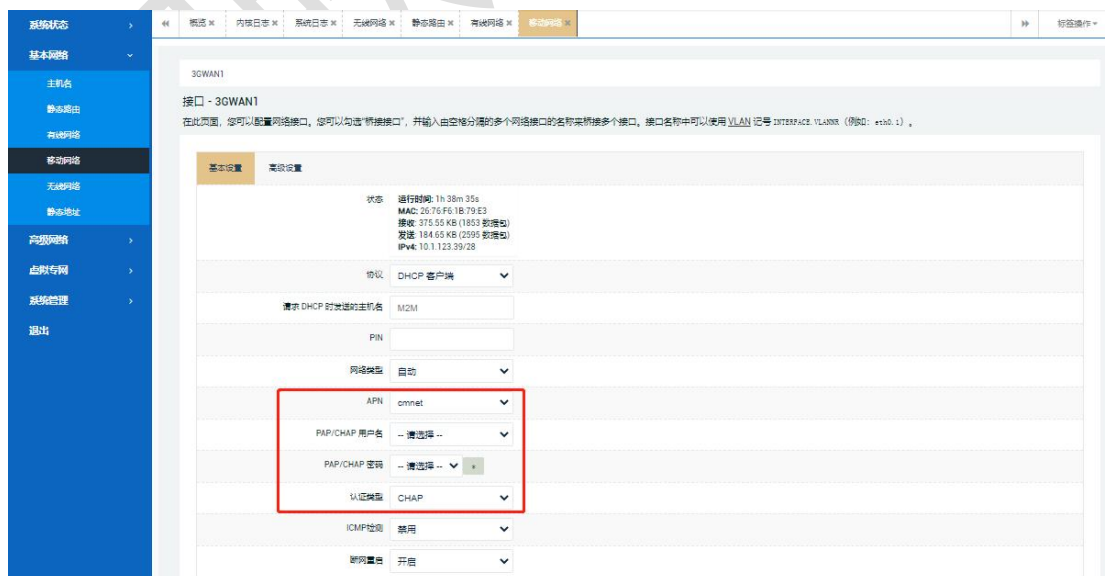 系统状态
概览 ×
内核日志 ×
系统日志 ×
无线网络 ×
静态路由 ×
有线网络 ×
移动网络 ×
标签操作
基本网络
主机名
静态路由
有线网络
移动网络
无线网络
静态地址
高级网络
虚拟专网
系统管理
退出
3GWAN1
接口 - 3GWAN1
在此页面，您可以配置网络接口。您可以勾选"桥接接口"，并输入由空格分隔的多个网络接口的名称来桥接多个接口。接口名称中可以使用 VLAN 记号 INTERFACE.VLANNR（例如：eth0.1）。
基本设置
高级设置
状态
运行时间: 1h 38m 35s
MAC: 26:76:F6:1B:79:E3
接收: 375.55 KB (1853 数据包)
发送: 184.65 KB (2595 数据包)
IPv4: 10.1.123.39/28
协议 DHCP 客户端
请求 DHCP 时发送的主机名 M2M
PIN
网络类型 自动
APN cmnet
PAP/CHAP 用户名 -- 请选择 --
PAP/CHAP 密码 -- 请选择 -- *
认证类型 CHAP
ICMP检测 禁用
断网重启 开启